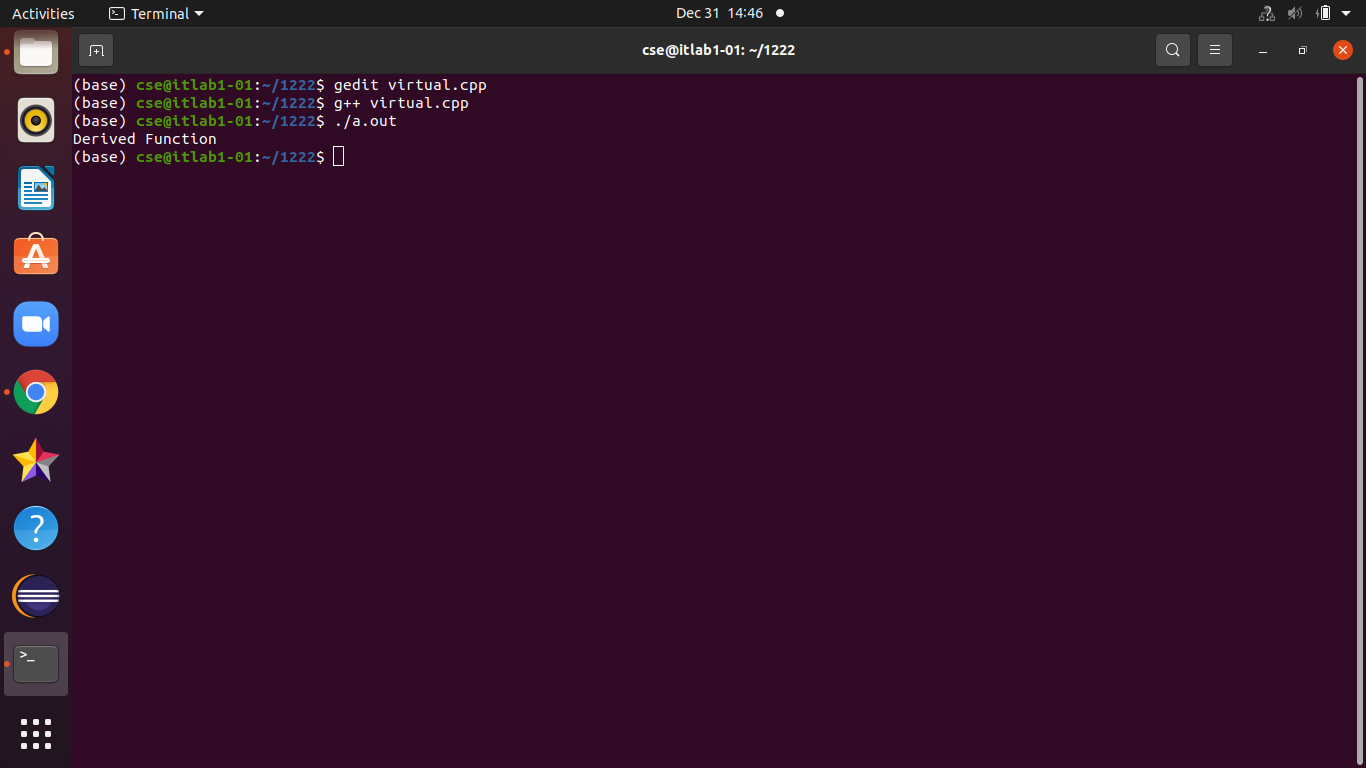 Activities Terminal Dec 31 14:46
cse@itlab1-01: ~/1222
(base) cse@itlab1-01:~/1222$ gedit virtual.cpp
(base) cse@itlab1-01:~/1222$ g++ virtual.cpp
(base) cse@itlab1-01:~/1222$ ./a.out
Derived Function
(base) cse@itlab1-01:~/1222$